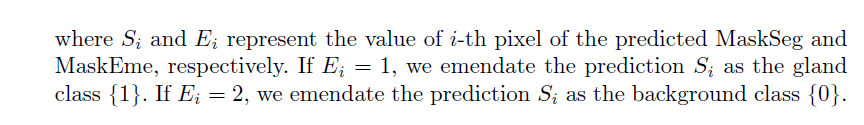 where S_i and E_i represent the value of i-th pixel of the predicted MaskSeg and
MaskEme, respectively. If E_i = 1, we emendate the prediction S_i as the gland
class {1}. If E_i = 2, we emendate the prediction S_i as the background class {0}.